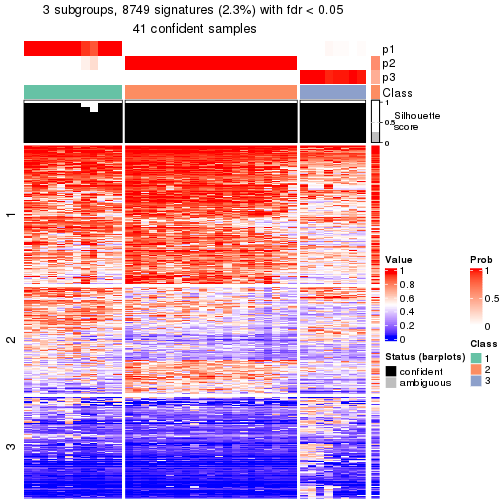 3 subgroups, 8749 signatures (2.3%) with fdr < 0.05
41 confident samples
p1
p2
p3
Class
1
0.5
0
Silhouette
score
1
2
3
Value
1
0.8
0.6
0.4
0.2
0
Status (barplots)
confident
ambiguous
Prob
1
0.5
0
Class
1
2
3